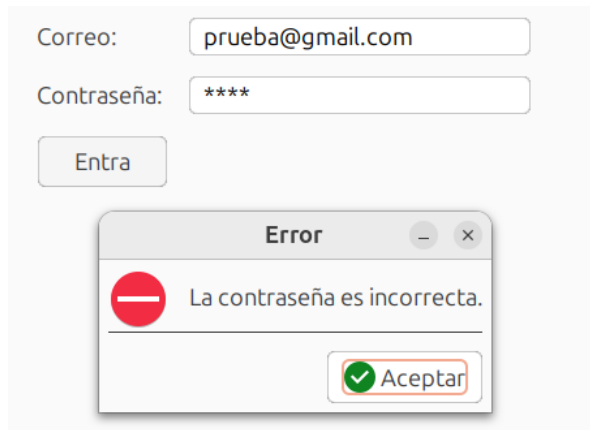 Correo: prueba@gmail.com
Contraseña: ****
Entra
Error
La contraseña es incorrecta.
Aceptar